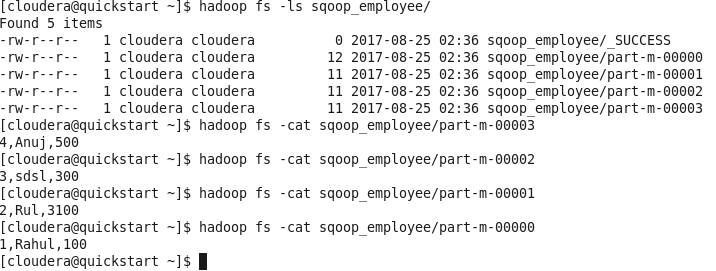 [cloudera@quickstart ~]$ hadoop fs -ls sqoop_employee/
Found 5 items
-rw-r--r--   1 cloudera cloudera          0 2017-08-25 02:36 sqoop_employee/_SUCCESS
-rw-r--r--   1 cloudera cloudera         12 2017-08-25 02:36 sqoop_employee/part-m-00000
-rw-r--r--   1 cloudera cloudera         11 2017-08-25 02:36 sqoop_employee/part-m-00001
-rw-r--r--   1 cloudera cloudera         11 2017-08-25 02:36 sqoop_employee/part-m-00002
-rw-r--r--   1 cloudera cloudera         11 2017-08-25 02:36 sqoop_employee/part-m-00003
[cloudera@quickstart ~]$ hadoop fs -cat sqoop_employee/part-m-00003
4,Anuj,500
[cloudera@quickstart ~]$ hadoop fs -cat sqoop_employee/part-m-00002
3,sdsl,300
[cloudera@quickstart ~]$ hadoop fs -cat sqoop_employee/part-m-00001
2,Rul,3100
[cloudera@quickstart ~]$ hadoop fs -cat sqoop_employee/part-m-00000
1,Rahul,100
[cloudera@quickstart ~]$